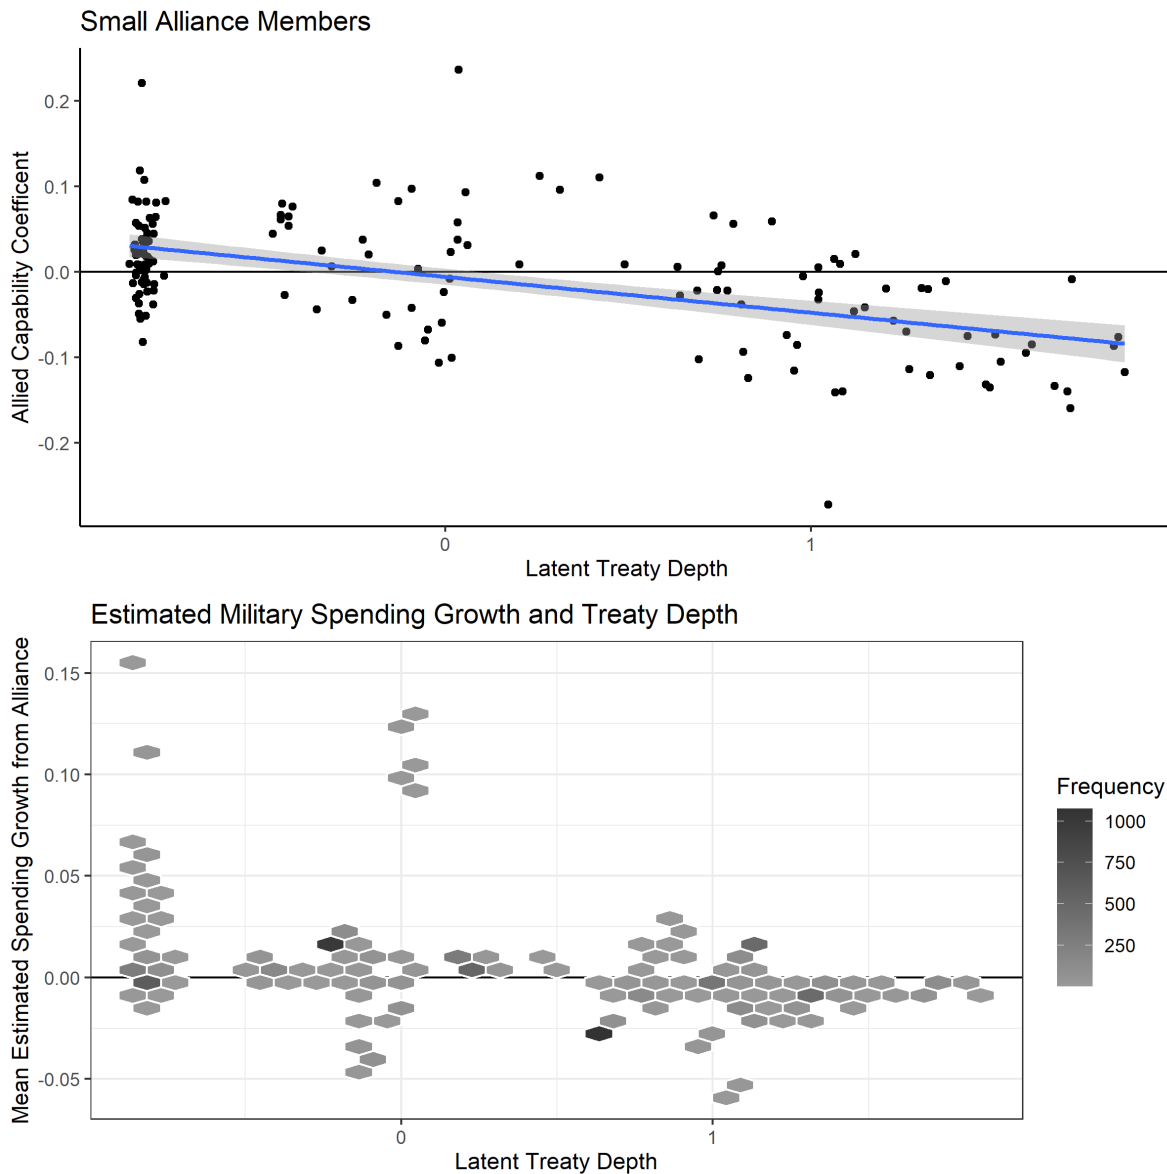 Small Alliance Members
Allied Capability Coefficent
0.2
0.1
0.0
-0.1
-0.2
0
1
Latent Treaty Depth
Estimated Military Spending Growth and Treaty Depth
Mean Estimated Spending Growth from Alliance
0.15
0.10
0.05
0.00
-0.05
0
1
Latent Treaty Depth
Frequency
1000
750
500
250